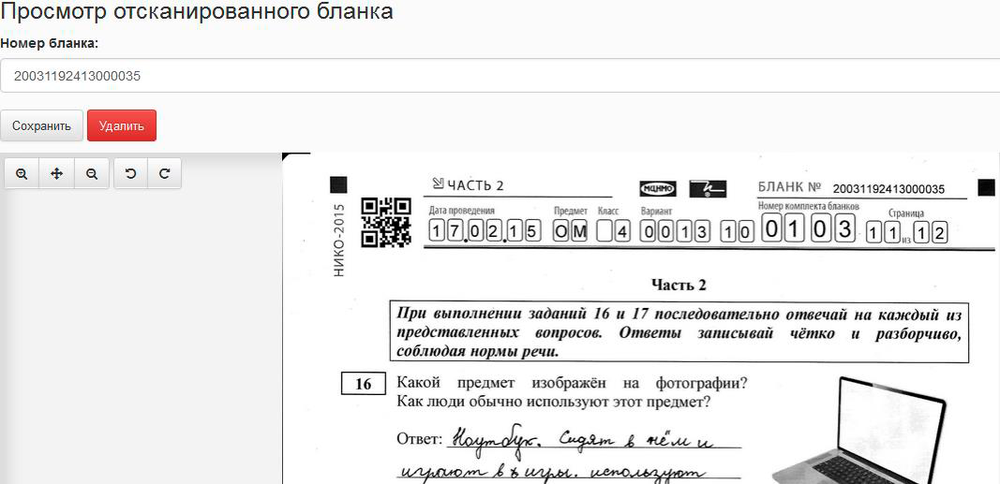 Просмотр отсканированного бланка
Номер бланка:
20031192413000035
Сохранить Удалить
ЧАСТЬ 2 МЦНМО БЛАНК № 20031192413000035
НИКО-2015
Дата проведения Предмет Класс Вариант Номер комплекта бланков Страница
17.02.15 ОМ 4 0013 10 0103 11 из 12
Часть 2
При выполнении заданий 16 и 17 последовательно отвечай на каждый из
представленных вопросов. Ответы записывай чётко и разборчиво,
соблюдая нормы речи.
16 Какой предмет изображён на фотографии?
Как люди обычно используют этот предмет?
Ответ: Ноутбук. Сидят в нём и
играют в игры. используют